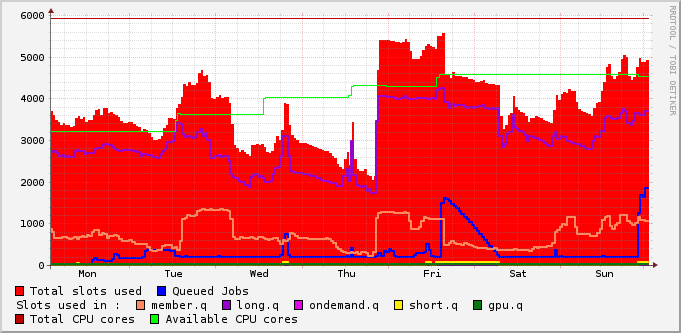 RRDTOOL / TOBI OETIKER
6000
5000
4000
3000
2000
1000
0
Mon Tue Wed Thu Fri Sat Sun
Total slots used Queued Jobs
Slots used in : member.q long.q ondemand.q short.q gpu.q
Total CPU cores Available CPU cores